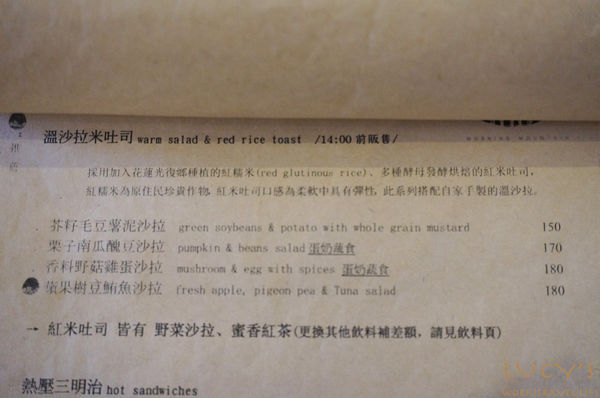 推薦
溫沙拉米吐司 warm salad & red rice toast /14:00 前販售/
採用加入花蓮光復鄉種植的紅糯米(red glutinous rice)、多種酵母發酵烘焙的紅米吐司,
紅糯米為原住民珍貴作物,紅米吐司口感為柔軟中具有彈性,此系列搭配自家手製的溫沙拉。
芥籽毛豆薯泥沙拉 green soybeans & potato with whole grain mustard 150
栗子南瓜醜豆沙拉 pumpkin & beans salad 蛋奶蔬食 170
香料野菇雞蛋沙拉 mushroom & egg with spices 蛋奶蔬食 180
蘋果樹豆鮪魚沙拉 fresh apple, pigeon pea & Tuna salad 180
→ 紅米吐司 皆有 野菜沙拉、蜜香紅茶(更換其他飲料補差額,請見飲料頁)
熱壓三明治 hot sandwiches